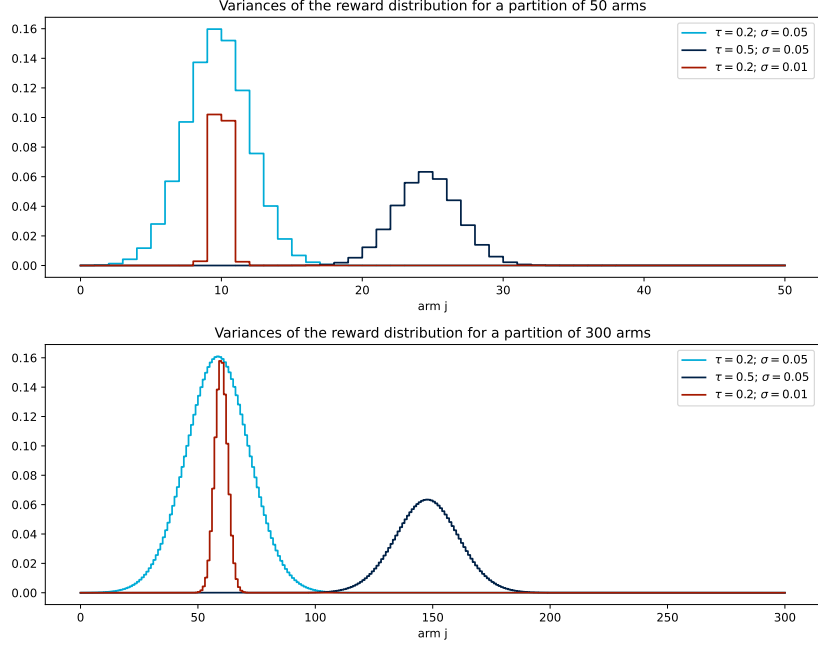 Variances of the reward distribution for a partition of 50 arms
0.16
0.14
0.12
0.10
0.08
0.06
0.04
0.02
0.00
τ = 0.2; σ = 0.05
τ = 0.5; σ = 0.05
τ = 0.2; σ = 0.01
0 10 20 30 40 50
arm j
Variances of the reward distribution for a partition of 300 arms
0.16
0.14
0.12
0.10
0.08
0.06
0.04
0.02
0.00
τ = 0.2; σ = 0.05
τ = 0.5; σ = 0.05
τ = 0.2; σ = 0.01
0 50 100 150 200 250 300
arm j